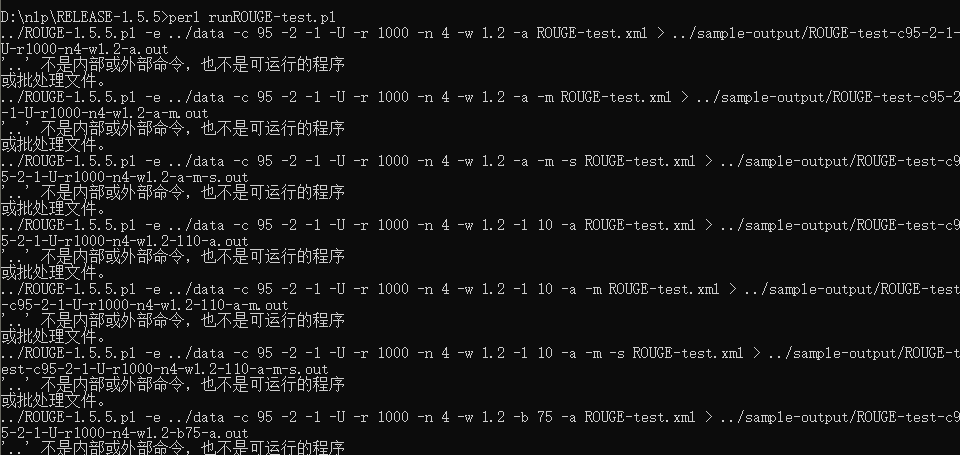 D:\nlp\RELEASE-1.5.5>perl runROUGE-test.pl
../ROUGE-1.5.5.pl -e ../data -c 95 -2 -1 -U -r 1000 -n 4 -w 1.2 -a ROUGE-test.xml > ../sample-output/ROUGE-test-c95-2-1-
U-r1000-n4-w1.2-a.out
'..' 不是内部或外部命令，也不是可运行的程序
或批处理文件。
../ROUGE-1.5.5.pl -e ../data -c 95 -2 -1 -U -r 1000 -n 4 -w 1.2 -a -m ROUGE-test.xml > ../sample-output/ROUGE-test-c95-2
-1-U-r1000-n4-w1.2-a-m.out
'..' 不是内部或外部命令，也不是可运行的程序
或批处理文件。
../ROUGE-1.5.5.pl -e ../data -c 95 -2 -1 -U -r 1000 -n 4 -w 1.2 -a -m -s ROUGE-test.xml > ../sample-output/ROUGE-test-c9
5-2-1-U-r1000-n4-w1.2-a-m-s.out
'..' 不是内部或外部命令，也不是可运行的程序
或批处理文件。
../ROUGE-1.5.5.pl -e ../data -c 95 -2 -1 -U -r 1000 -n 4 -w 1.2 -l 10 -a ROUGE-test.xml > ../sample-output/ROUGE-test-c9
5-2-1-U-r1000-n4-w1.2-l10-a.out
'..' 不是内部或外部命令，也不是可运行的程序
或批处理文件。
../ROUGE-1.5.5.pl -e ../data -c 95 -2 -1 -U -r 1000 -n 4 -w 1.2 -l 10 -a -m ROUGE-test.xml > ../sample-output/ROUGE-test
-c95-2-1-U-r1000-n4-w1.2-l10-a-m.out
'..' 不是内部或外部命令，也不是可运行的程序
或批处理文件。
../ROUGE-1.5.5.pl -e ../data -c 95 -2 -1 -U -r 1000 -n 4 -w 1.2 -l 10 -a -m -s ROUGE-test.xml > ../sample-output/ROUGE-t
est-c95-2-1-U-r1000-n4-w1.2-l10-a-m-s.out
'..' 不是内部或外部命令，也不是可运行的程序
或批处理文件。
../ROUGE-1.5.5.pl -e ../data -c 95 -2 -1 -U -r 1000 -n 4 -w 1.2 -b 75 -a ROUGE-test.xml > ../sample-output/ROUGE-test-c9
5-2-1-U-r1000-n4-w1.2-b75-a.out
'..' 不是内部或外部命令，也不是可运行的程序